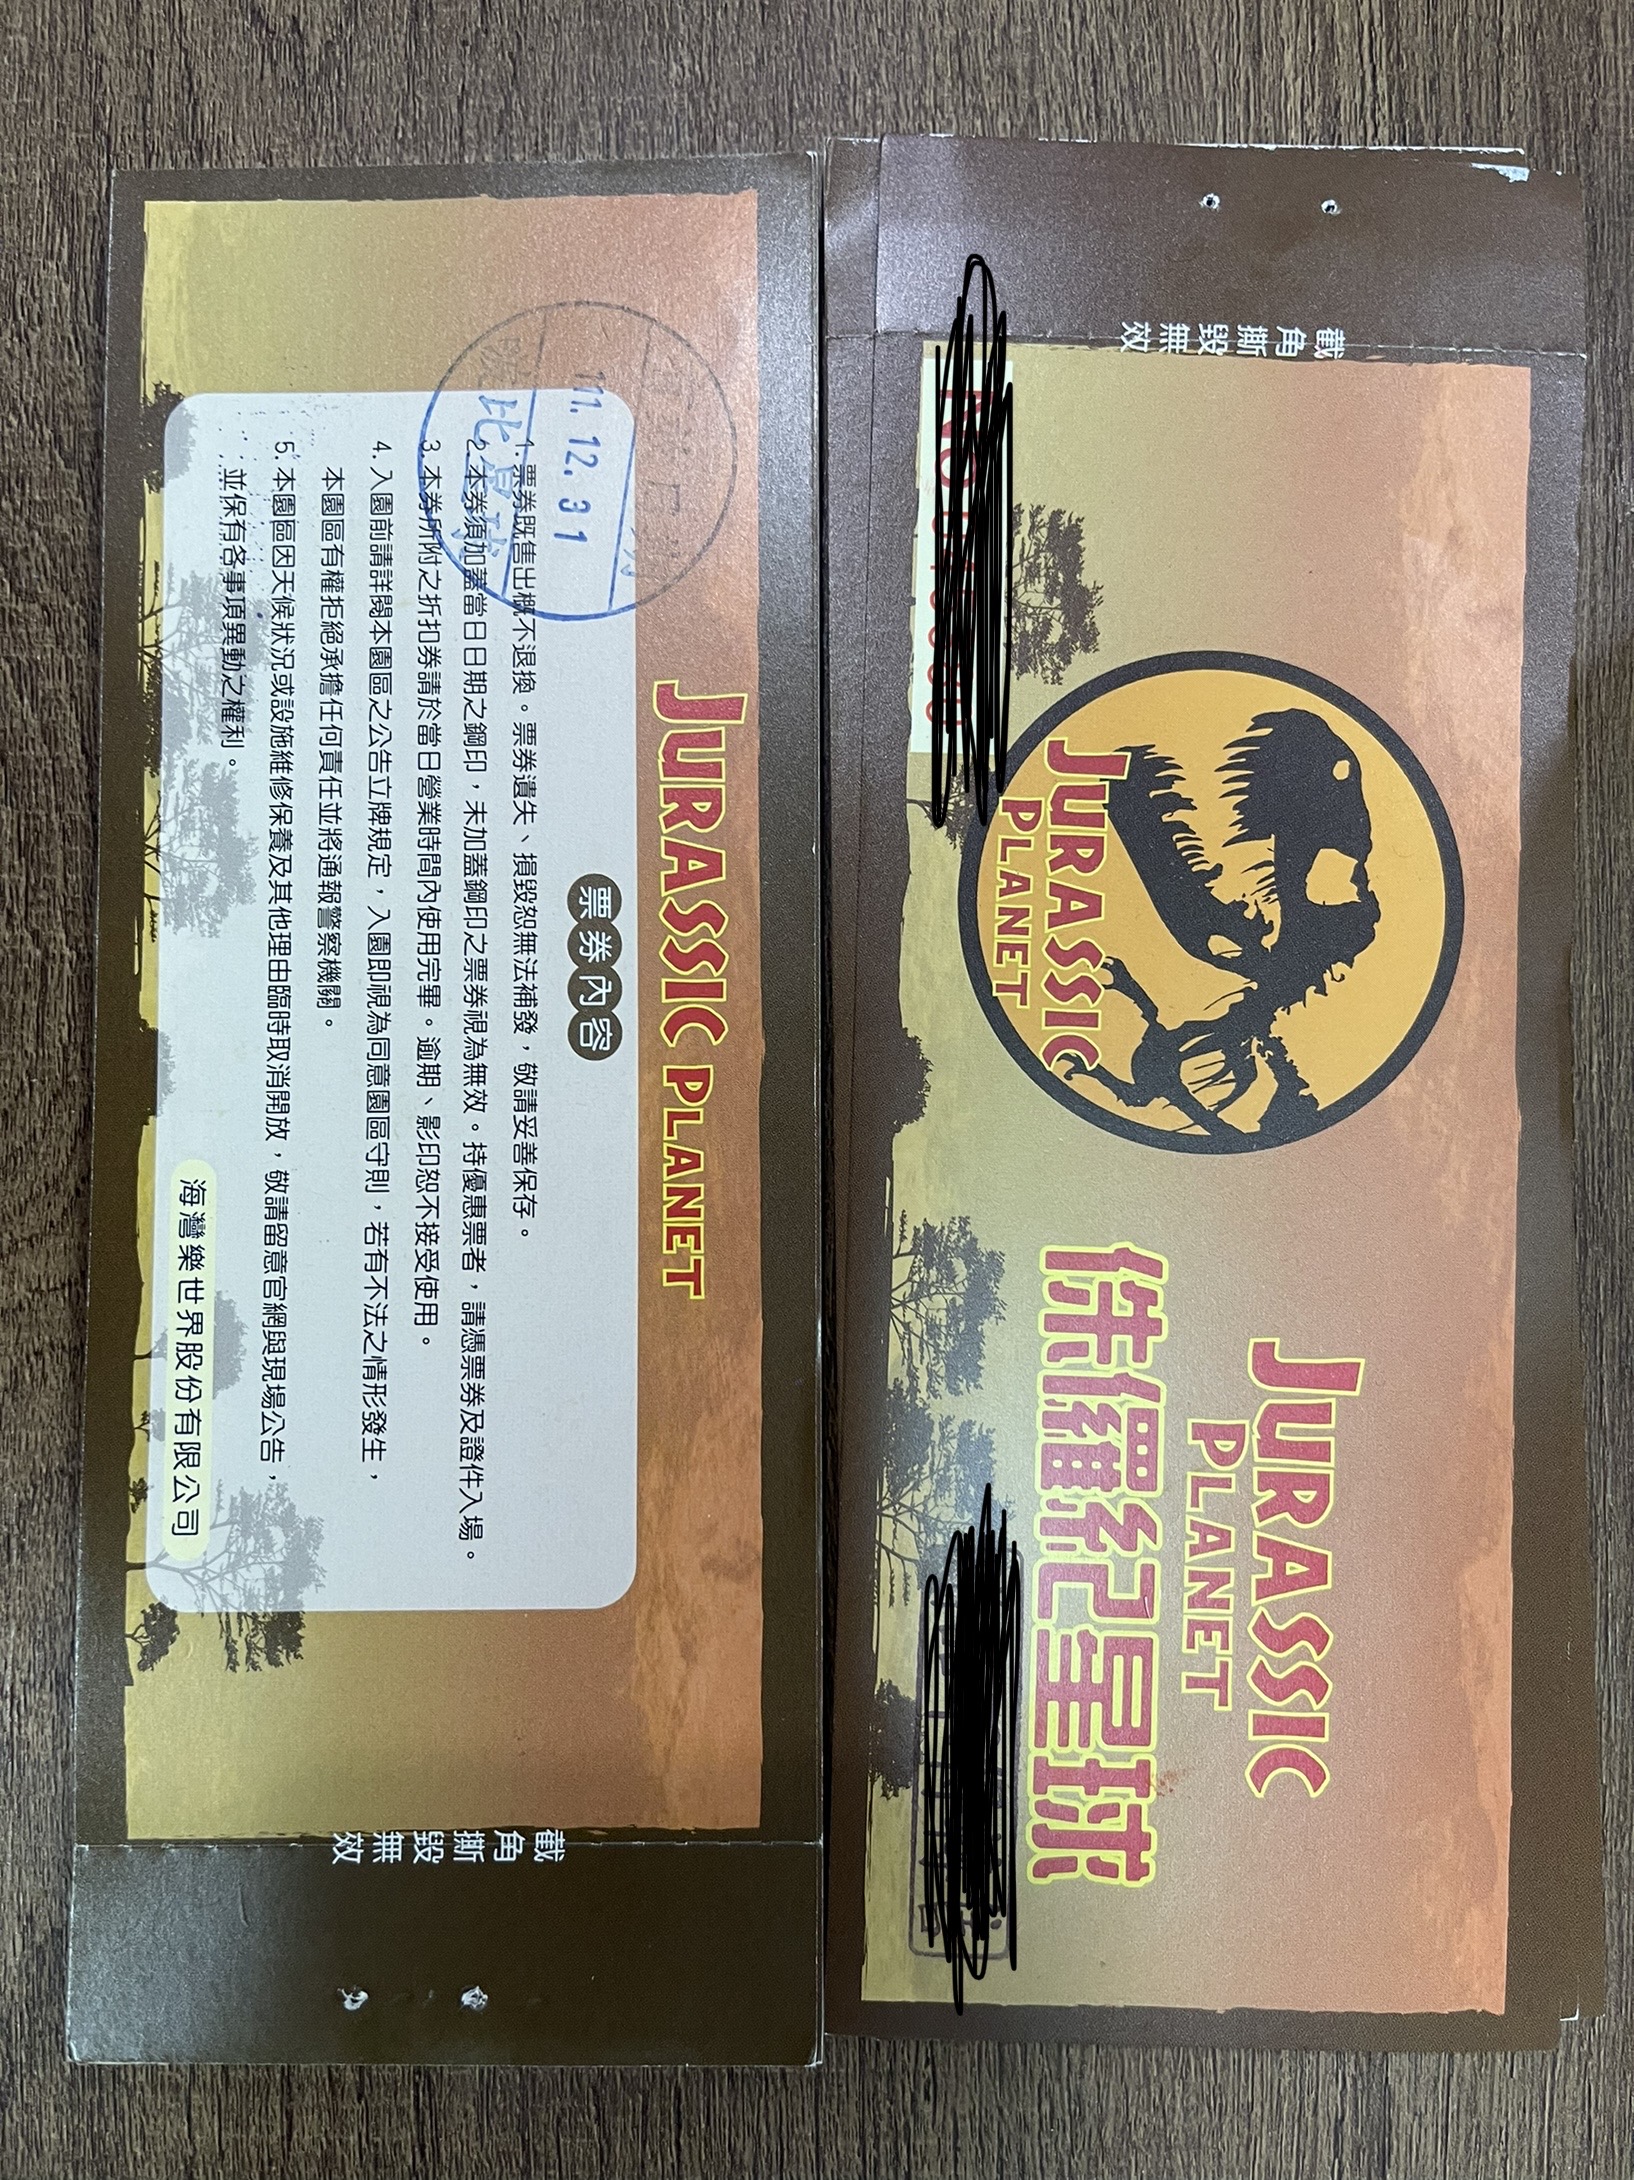 JURASSIC PLANET
票券內容
1. 票券既售出概不退換。票券遺失、損毀恕無法補發，敬請妥善保存。
2. 本券須加蓋當日日期之鋼印，未加蓋鋼印之票券視為無效。持優惠票者，請憑票券及證件入場。
3. 本券所附之折扣券請於當日營業時間內使用完畢。逾期、影印恕不接受使用。
4. 入園前請詳閱本園區之公告立牌規定，入園即視為同意園區守則，若有不法之情形發生，
本園區有權拒絕承擔任何責任並將通報警察機關。
5. 本園區因天候狀況或設施維修保養及其他理由臨時取消開放，敬請留意官網與現場公告，
並保有各事項異動之權利。
海灣樂世界股份有限公司
11. 12. 31
截角撕毀無效
截角撕毀無效
JURASSIC
PLANET
JURASSIC
PLANET
侏羅紀星球